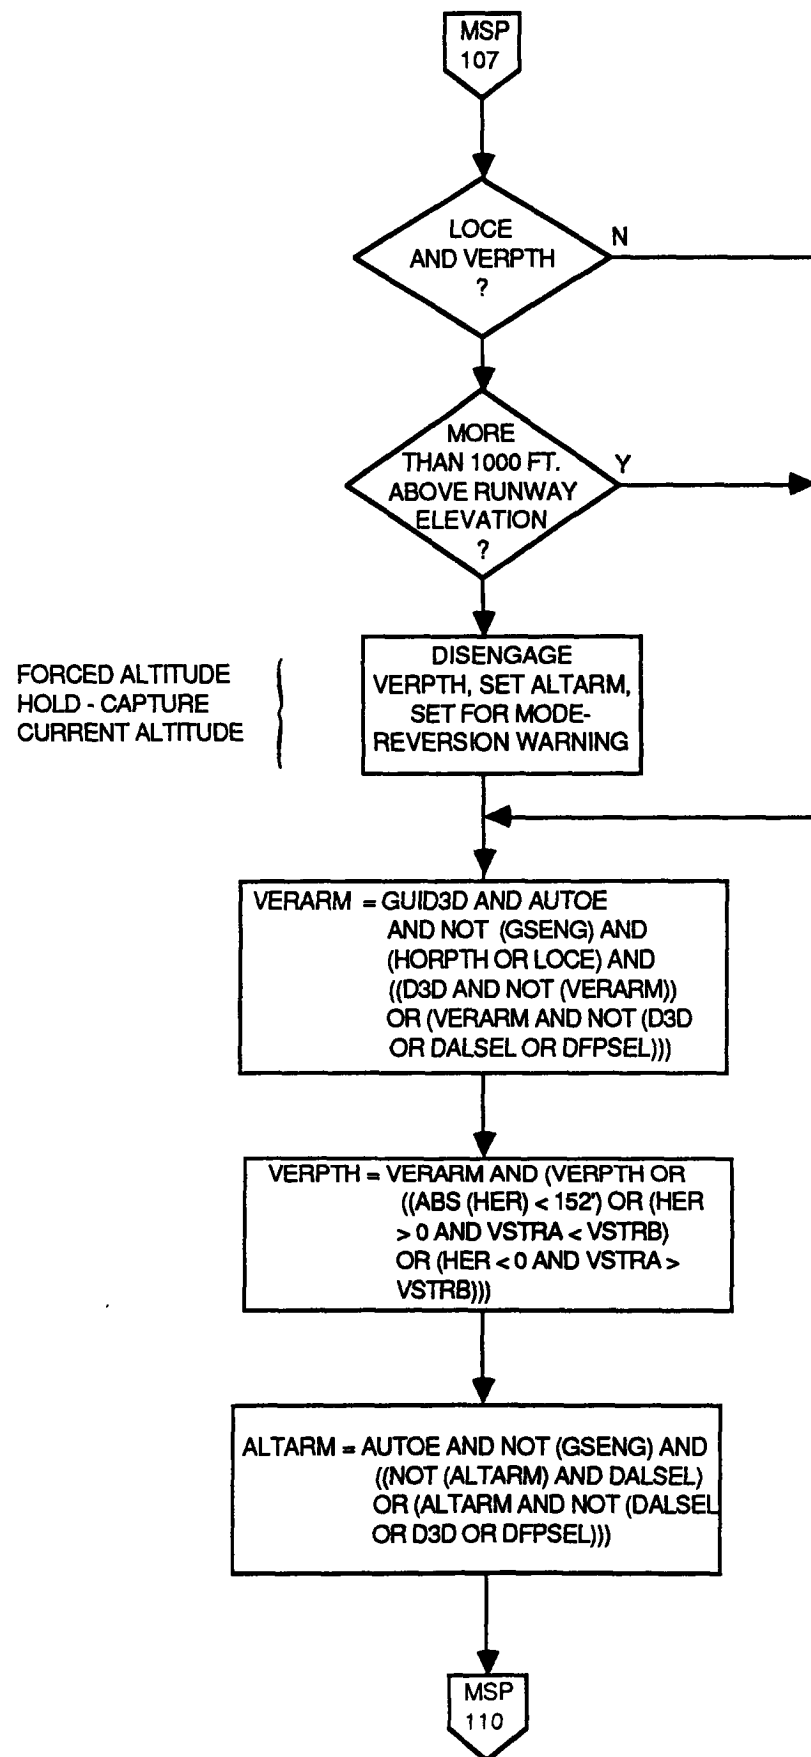 MSP
107
LOCE
AND VERPTH
?
N
MORE
THAN 1000 FT.
ABOVE RUNWAY
ELEVATION
?
Y
FORCED ALTITUDE
HOLD - CAPTURE
CURRENT ALTITUDE
DISENGAGE
VERPTH, SET ALTARM,
SET FOR MODE-
REVERSION WARNING
VERARM = GUID3D AND AUTOE
AND NOT (GSENG) AND
(HORPTH OR LOCE) AND
((D3D AND NOT (VERARM))
OR (VERARM AND NOT (D3D
OR DALSEL OR DFPSEL)))
VERPTH = VERARM AND (VERPTH OR
((ABS (HER) < 152') OR (HER
> 0 AND VSTRA < VSTRB)
OR (HER < 0 AND VSTRA >
VSTRB)))
ALTARM = AUTOE AND NOT (GSENG) AND
((NOT (ALTARM) AND DALSEL)
OR (ALTARM AND NOT (DALSEL
OR D3D OR DFPSEL)))
MSP
110